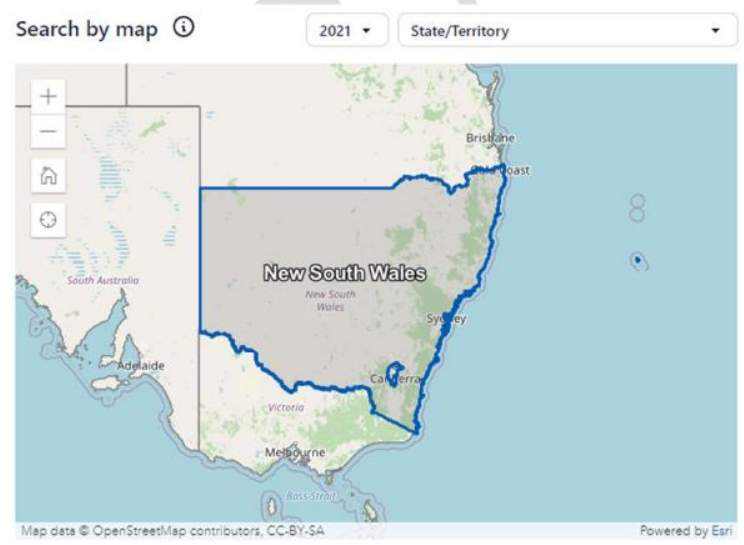 Search by map
2021
State/Territory
Brisbane
Gold Coast
New South Wales
South Australia
New South
Wales
Sydney
Adelaide
Canberra
Victoria
Melbourne
Bass Strait
Map data © OpenStreetMap contributors, CC-BY-SA
Powered by Esri